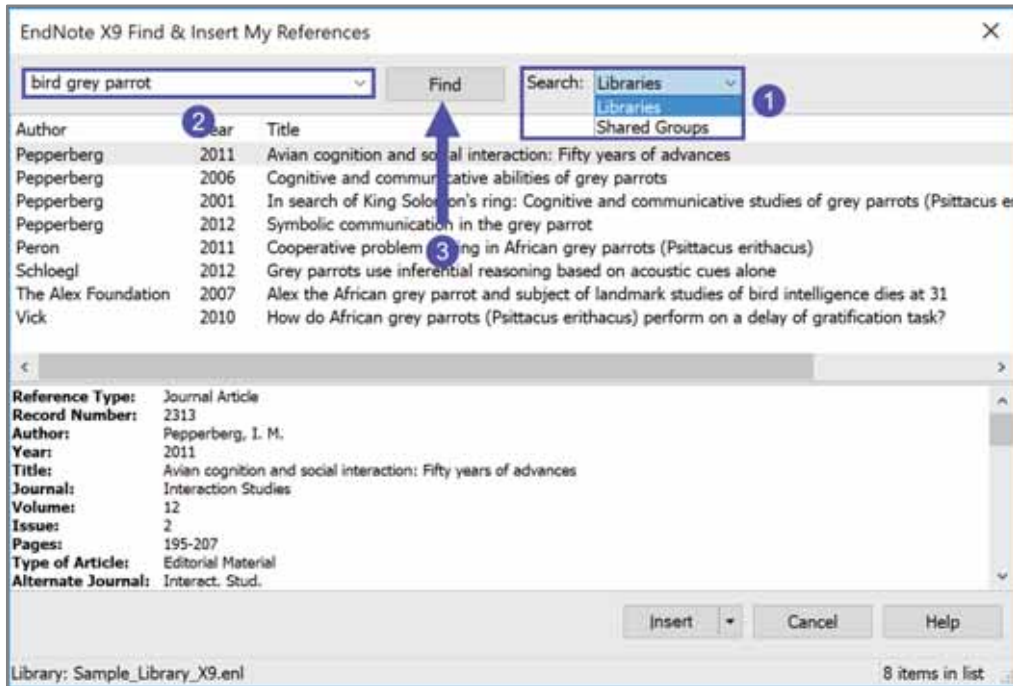 EndNote X9 Find & Insert My References
bird grey parrot Find Search: Libraries
Libraries 1
Shared Groups
Author 2 ear Title
Pepperberg 2011 Avian cognition and social interaction: Fifty years of advances
Pepperberg 2006 Cognitive and communicative abilities of grey parrots
Pepperberg 2001 In search of King Solomon's ring: Cognitive and communicative studies of grey parrots (Psittacus er
Pepperberg 2012 Symbolic communication in the grey parrot
Peron 2011 Cooperative problem 3 ing in African grey parrots (Psittacus erithacus)
Schloegl 2012 Grey parrots use inferential reasoning based on acoustic cues alone
The Alex Foundation 2007 Alex the African grey parrot and subject of landmark studies of bird intelligence dies at 31
Vick 2010 How do African grey parrots (Psittacus erithacus) perform on a delay of gratification task?
Reference Type: Journal Article
Record Number: 2313
Author: Pepperberg, I. M.
Year: 2011
Title: Avian cognition and social interaction: Fifty years of advances
Journal: Interaction Studies
Volume: 12
Issue: 2
Pages: 195-207
Type of Article: Editorial Material
Alternate Journal: Interact. Stud.
Insert Cancel Help
Library: Sample_Library_X9.enl 8 items in list